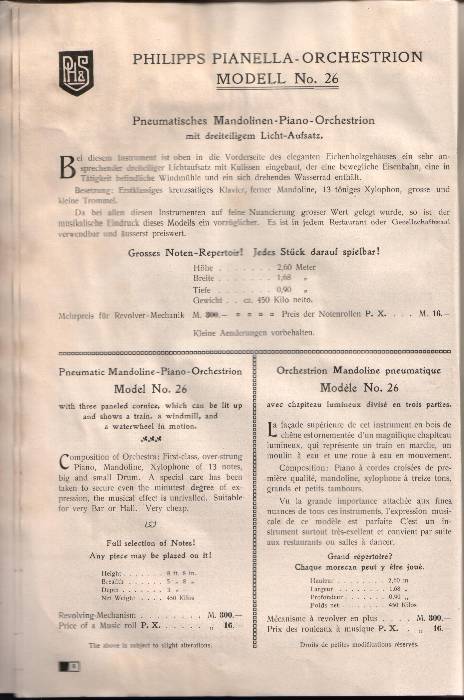 PH&S
PHILIPPS PIANELLA-ORCHESTRION
MODELL No. 26
Pneumatisches Mandolinen-Piano-Orchestrion
mit dreiteiligem Licht-Aufsatz.
Bei diesem Instrument ist oben in die Vorderseite des eleganten Eichenholzgehäuses ein sehr an-
sprechender dreiteiliger Lichtaufsatz mit Kulissen eingebaut, der eine bewegliche Eisenbahn, eine in
Tätigkeit befindliche Windmühle und ein sich drehendes Wasserrad enthält.
Besetzung: Erstklassiges kreuzsaitiges Klavier, ferner Mandoline, 13 töniges Xylophon, grosse und
kleine Trommel.
Da bei allen diesen Instrumenten auf feine Nuancierung grosser Wert gelegt wurde, so ist der
musikalische Eindruck dieses Modells ein vorzüglicher. Es ist in jedem Restaurant oder Gesellschaftssaal
verwendbar und äusserst preiswert.
Grosses Noten-Repertoir! Jedes Stück darauf spielbar!
Höhe . . . . . . . 2,60 Meter
Breite . . . . . . . 1,68 „
Tiefe . . . . . . . 0,90 „
Gewicht . . ca. 450 Kilo netto.
Mehrpreis für Revolver-Mechanik M. 300.— Preis der Notenrollen P. X. . . . M. 16.—
Kleine Aenderungen vorbehalten.
Pneumatic Mandoline-Piano-Orchestrion
Model No. 26
with three paneled cornice, which can be lit up
and shows a train, a windmill, and
a waterwheel in motion.
Composition of Orchestra: First-class, over-strung
Piano, Mandoline, Xylophone of 13 notes,
big and small Drum. A special care has been
taken to secure even the minutest degree of ex-
pression, the musical effect is unrivalled. Suitable
for very Bar or Hall. Very cheap.
Full selection of Notes!
Any piece may be placed on it!
Height . . . . . . . 8 ft. 8 in.
Breadth . . . . . . 5 „ 8 „
Depth . . . . . . . 3 „
Net Weight . . . . 450 Kilos
Revolving-Mechanism . . . . . . . M. 300.—
Price of a Music roll P. X. . . . . . „ 16.—
The above is subject to slight alterations.
Orchestrion Mandoline pneumatique
Modèle No. 26
avec chapiteau lumineux divisé en trois parties.
La façade supérieure de cet instrument en bois de
chêne est ornementée d'un magnifique chapiteau
lumineux, qui représente un train en marche, un
moulin à eau et une roue à eau en mouvement.
Composition: Piano à cordes croisées de pre-
mière qualité, mandoline, xylophone à treize tons,
grands et petits tambours.
Vu la grande importance attachée aux fines
nuances de tous ces instruments, l'expression musi-
cale de ce modèle est parfaite C'est un in-
strument surtout très-excellent et convient par suite
aux restaurants ou salles à danser.
Grand répertoire?
Chaque morecan peut y être joué.
Hauteur . . . . . . . 2,60 m
Largeur . . . . . . . 1,68 „
Profondeur . . . . . 0,90 „
Poids net . . . . . 450 Kilos
Mécanisme à revolver en plus . . . . M. 300.—
Prix des rouleaux à musique P. X. . „ 16.—
Droits de petites modifications réservés.